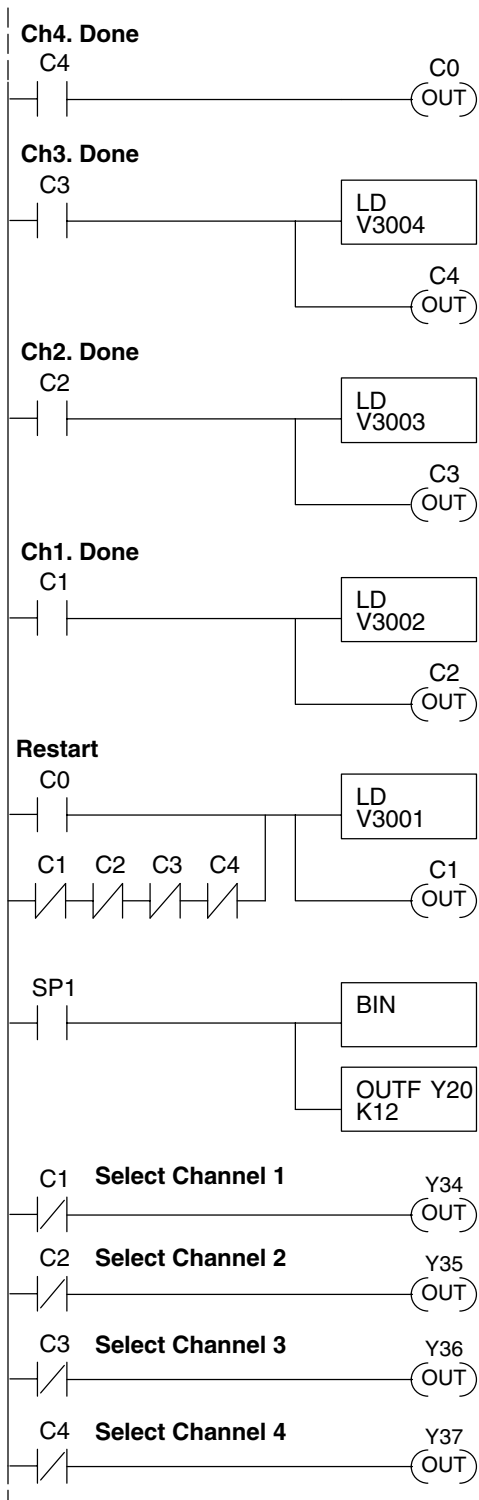 Ch4. Done
C4
C0
OUT
Ch3. Done
C3
LD
V3004
C4
OUT
Ch2. Done
C2
LD
V3003
C3
OUT
Ch1. Done
C1
LD
V3002
C2
OUT
Restart
C0
LD
V3001
C1 C2 C3 C4
C1
OUT
SP1
BIN
OUTF Y20
K12
C1 Select Channel 1 Y34
OUT
C2 Select Channel 2 Y35
OUT
C3 Select Channel 3 Y36
OUT
C4 Select Channel 4 Y37
OUT